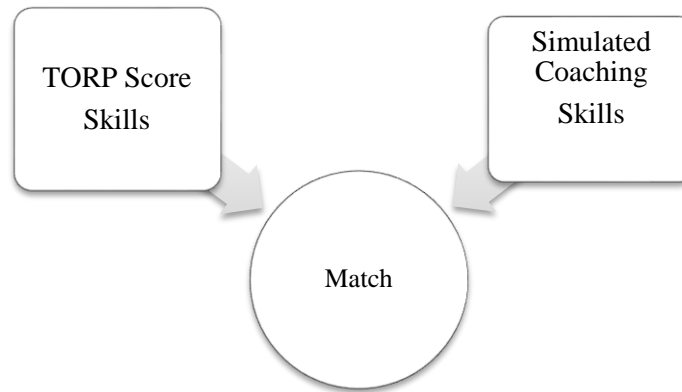 TORP Score
Skills
Simulated
Coaching
Skills
Match